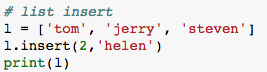 # list insert
l = ['tom', 'jerry', 'steven']
l.insert(2,'helen')
print(l)